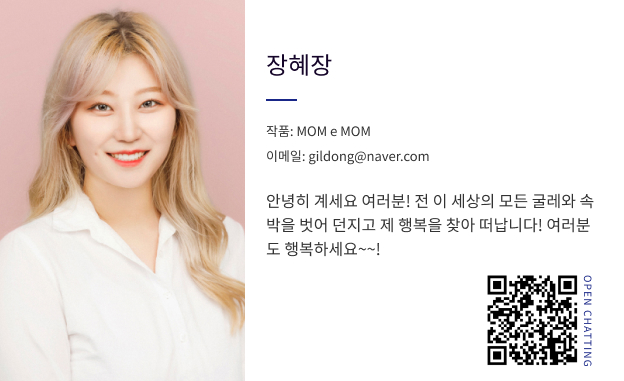 장혜장
작품: MOM e MOM
이메일: gildong@naver.com
안녕히 계세요 여러분! 전 이 세상의 모든 굴레와 속
박을 벗어 던지고 제 행복을 찾아 떠납니다! 여러분
도 행복하세요~~!
OPEN CHATTING